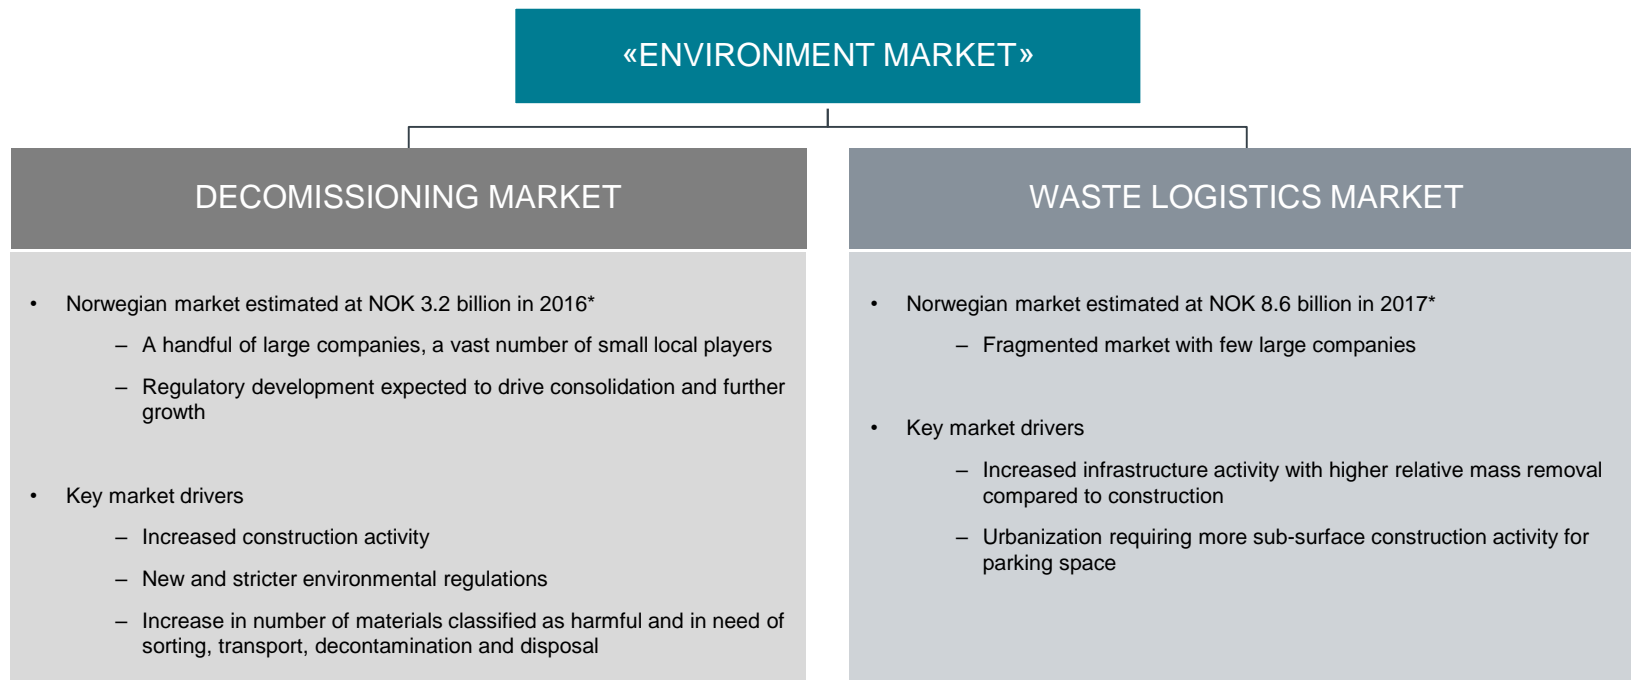 «ENVIRONMENT MARKET»
DECOMISSIONING MARKET
• Norwegian market estimated at NOK 3.2 billion in 2016*
– A handful of large companies, a vast number of small local players
– Regulatory development expected to drive consolidation and further
growth
• Key market drivers
– Increased construction activity
– New and stricter environmental regulations
– Increase in number of materials classified as harmful and in need of
sorting, transport, decontamination and disposal
WASTE LOGISTICS MARKET
• Norwegian market estimated at NOK 8.6 billion in 2017*
– Fragmented market with few large companies
• Key market drivers
– Increased infrastructure activity with higher relative mass removal
compared to construction
– Urbanization requiring more sub-surface construction activity for
parking space